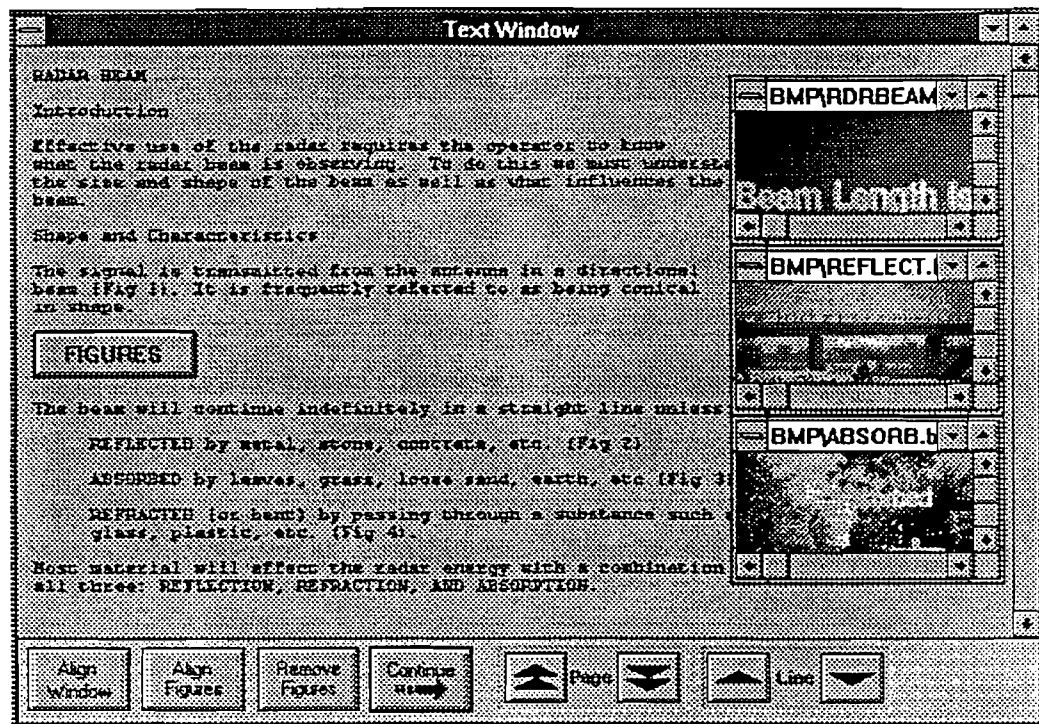 Text Window
RADAR BEAM
Introduction
Effective use of the radar requires the operator to know
what the radar beam is observing. To do this we must understa
the size and shape of the beam as well as what influences the
beam.
Shape and Characteristics
The signal is transmitted from the antenna in a directional
beam (Fig 1). It is frequently referred to as being conical
in shape.
FIGURES
The beam will continue indefinitely in a straight line unless
REFLECTED by metal, stone, concrete, etc. (Fig 2)
ABSORBED by leaves, grass, loose sand, earth, etc (Fig 3
REFRACTED (or bent) by passing through a substance such
glass, plastic, etc. (Fig 4).
Most material will effect the radar energy with a combination
all three: REFLECTION, REFRACTION, AND ABSORPTION.
BMP\RDRBEAM
Beam Length Is
BMP\REFLECT.
BMP\ABSORB.b
Align Window
Align Figures
Remove Figures
Continue
Page
Line